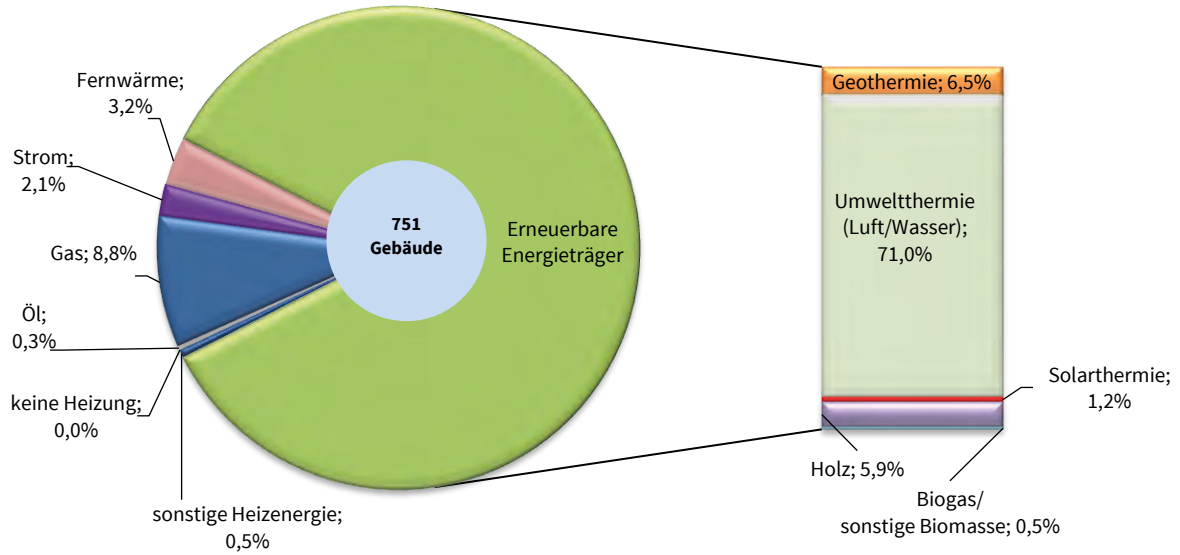 Fernwärme;
3,2%
Strom;
2,1%
Gas; 8,8%
Öl;
0,3%
keine Heizung;
0,0%
sonstige Heizenergie;
0,5%
751
Gebäude
Erneuerbare
Energieträger
Geothermie; 6,5%
Umweltthermie
(Luft/Wasser);
71,0%
Solarthermie;
1,2%
Holz; 5,9%
Biogas/
sonstige Biomasse; 0,5%